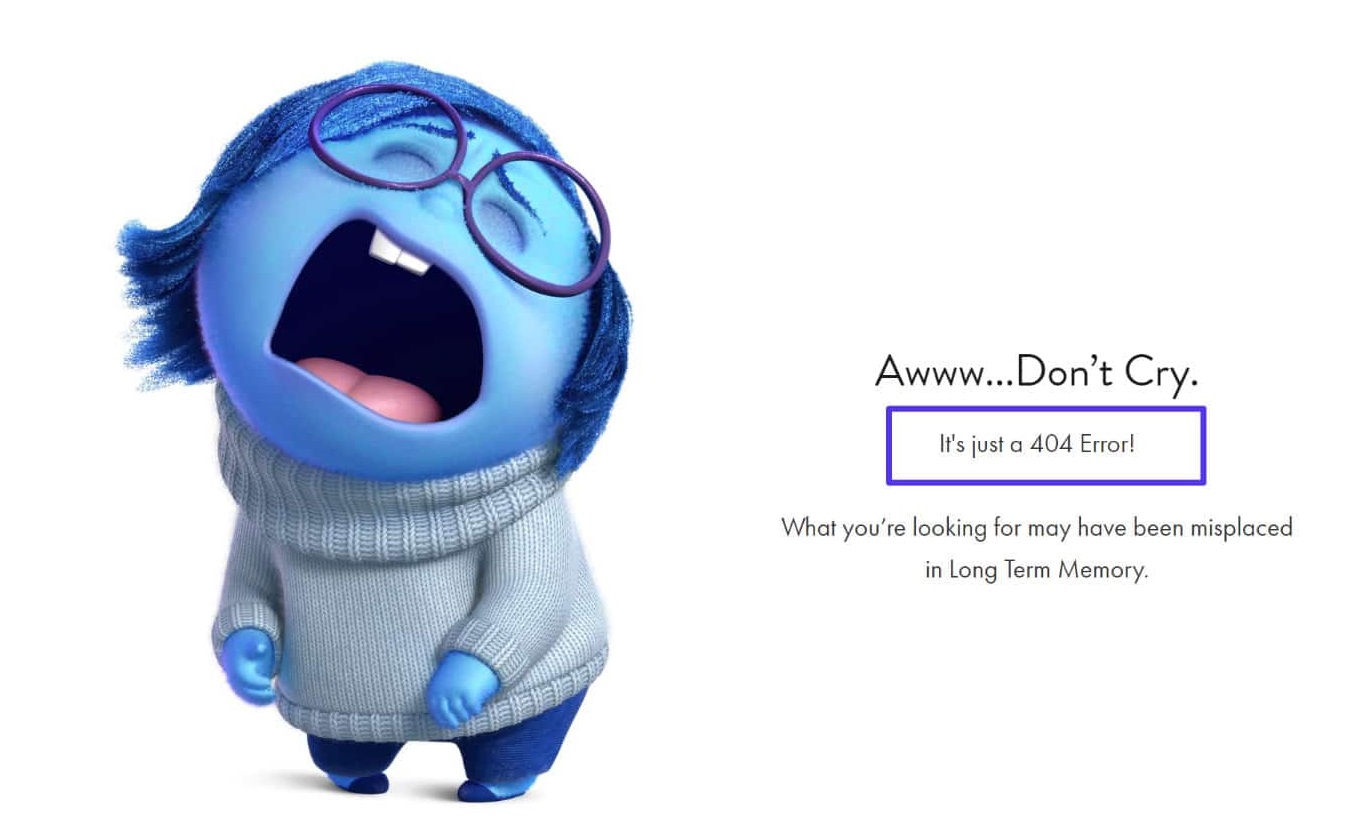 Awww...Don’t Cry.
It's just a 404 Error!
What you’re looking for may have been misplaced
in Long Term Memory.